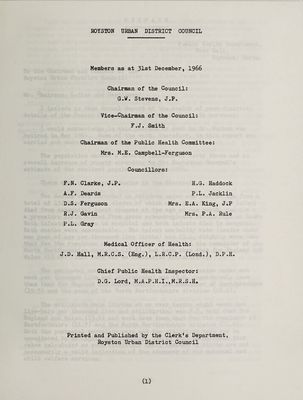 ROYSTON URBAN DISTRICT COUNCIL
Members as at 31st December, 1966
Chairman of the Council:
G.W. Stevens, J.P.
Vice-Chairman of the Council:
F.J. Smith
Chairman of the Public Health Committee:
Mrs. M.E. Campbell-Ferguson
Councillors:
F.N. Clarke, J.P. H.G. Haddock
A.F. Deards P.L. Jacklin
D.S. Ferguson Mrs. E.A. King, J.P
R.J. Gavin Mrs. P.A. Rule
P.L. Gray
Medical Officer of Health:
J.D. Hall, M.R.C.S. (Eng.), L.R.C.P. (Lond.), D.P.H.
Chief Public Health Inspector:
D.G. Lord, M.A.P.H.I.,M.R.S.H.
Printed and Published by the Clerk's Department,
Royston Urban District Council
(1)